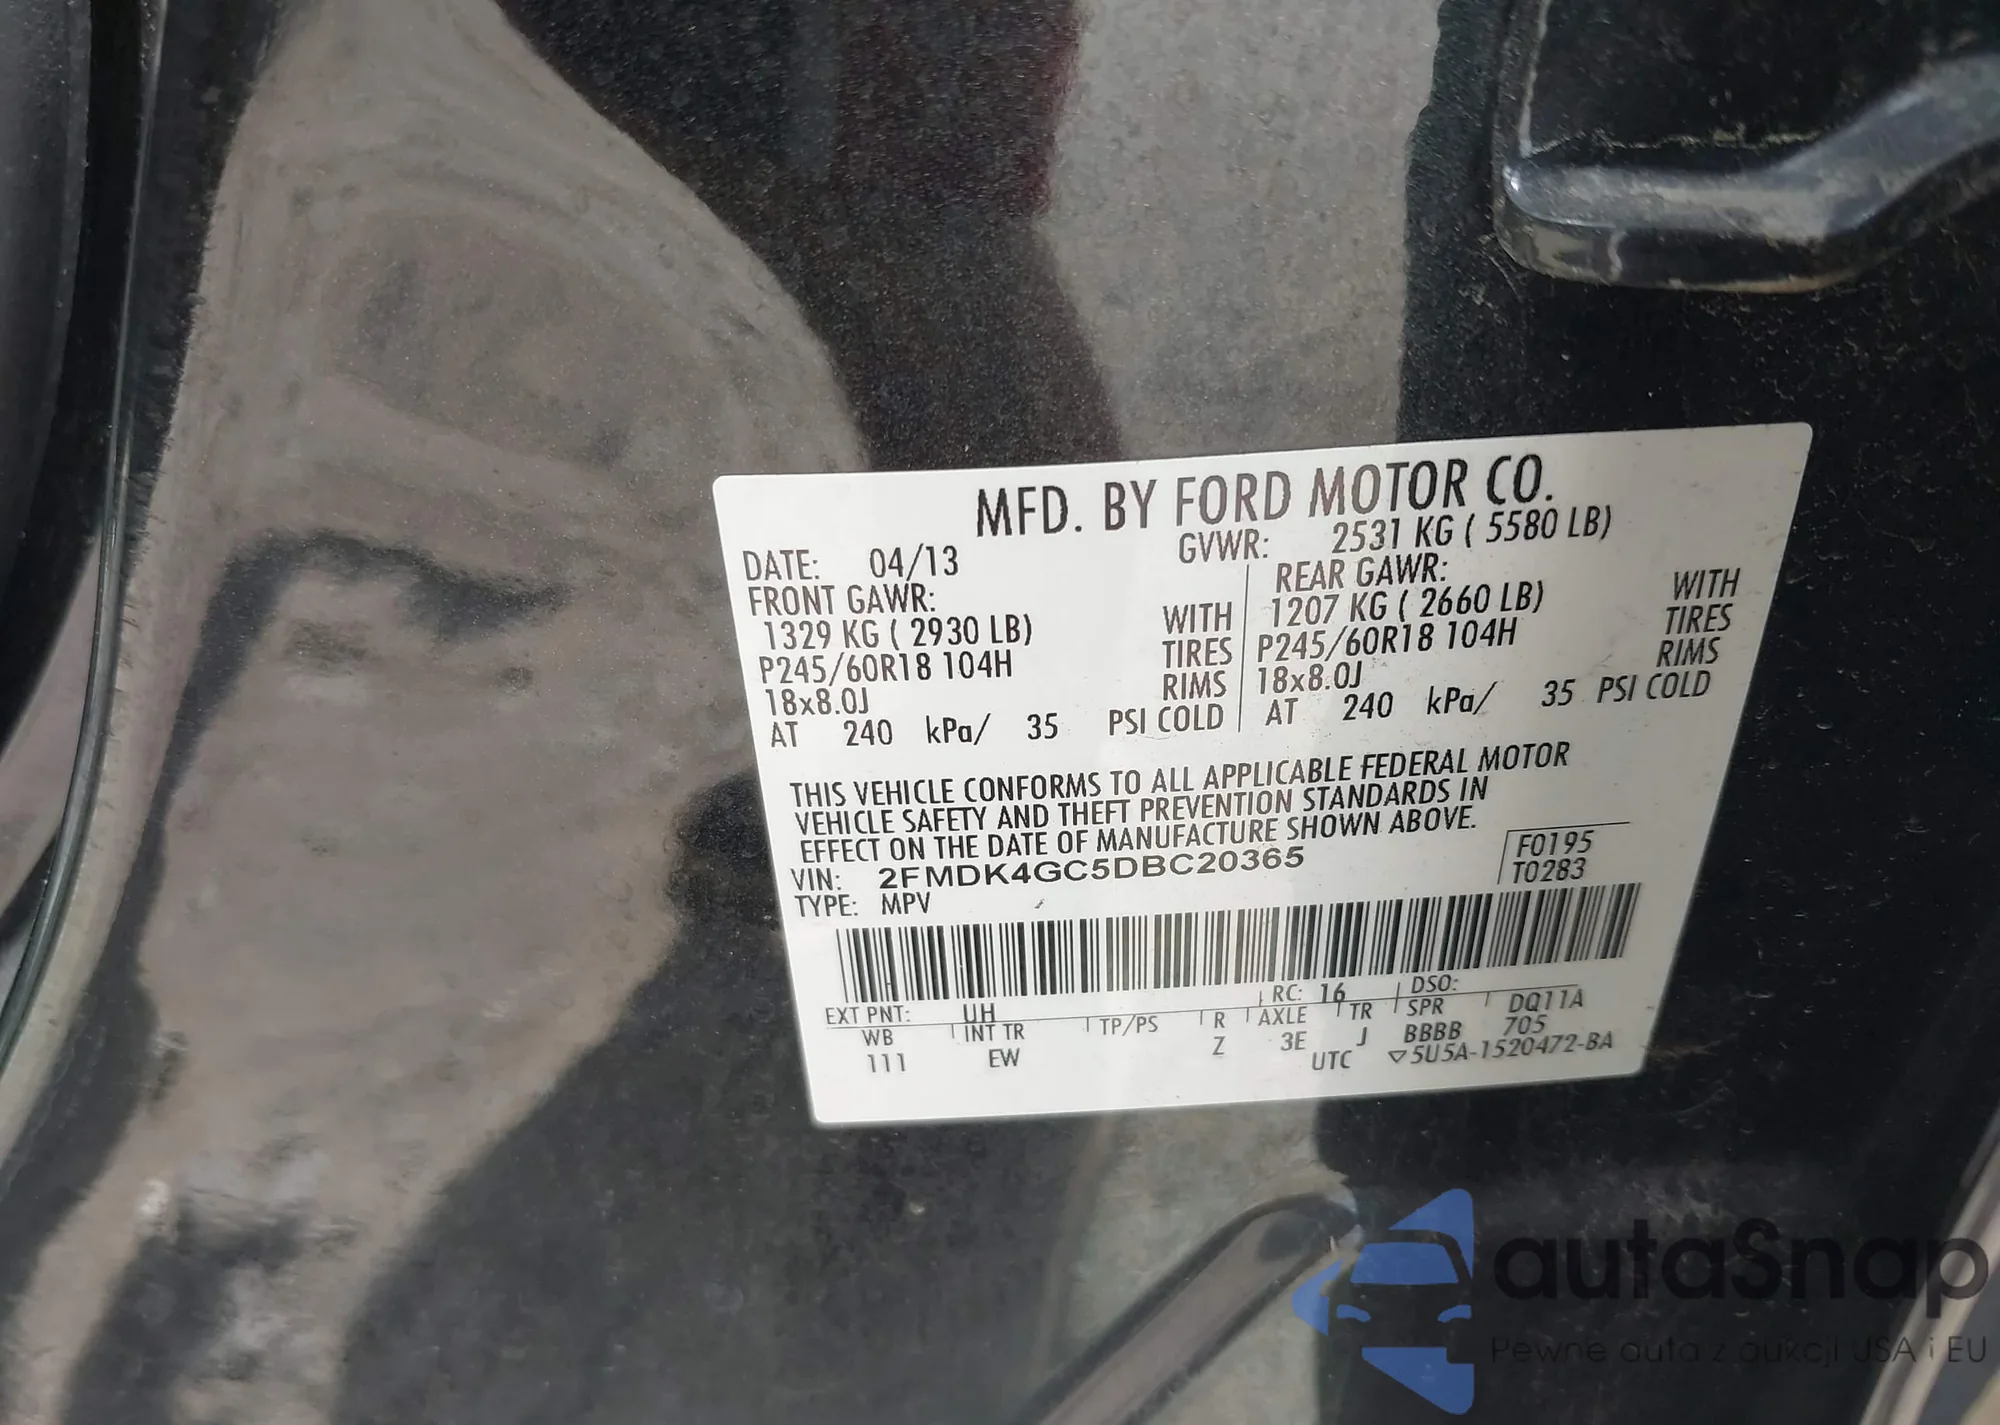 MFD. BY FORD MOTOR CO.
DATE: 04/13 GVWR: 2531 KG ( 5580 LB)
FRONT GAWR: REAR GAWR:
1329 KG ( 2930 LB) WITH 1207 KG ( 2660 LB) WITH
P245/60R18 104H TIRES P245/60R18 104H TIRES
18x8.0J RIMS 18x8.0J RIMS
AT 240 kPa/ 35 PSI COLD AT 240 kPa/ 35 PSI COLD
THIS VEHICLE CONFORMS TO ALL APPLICABLE FEDERAL MOTOR
VEHICLE SAFETY AND THEFT PREVENTION STANDARDS IN
EFFECT ON THE DATE OF MANUFACTURE SHOWN ABOVE.
VIN: 2FMDK4GC5DBC20365 F0195
TYPE: MPV T0283
EXT PNT: UH RC: 16 DSO:
WB INT TR TP/PS R AXLE TR SPR DQ11A
111 EW Z 3E J BBBB 705
UTC ▽5U5A-1520472-BA
autaSnap
Pewne auta z aukcji USA i EU